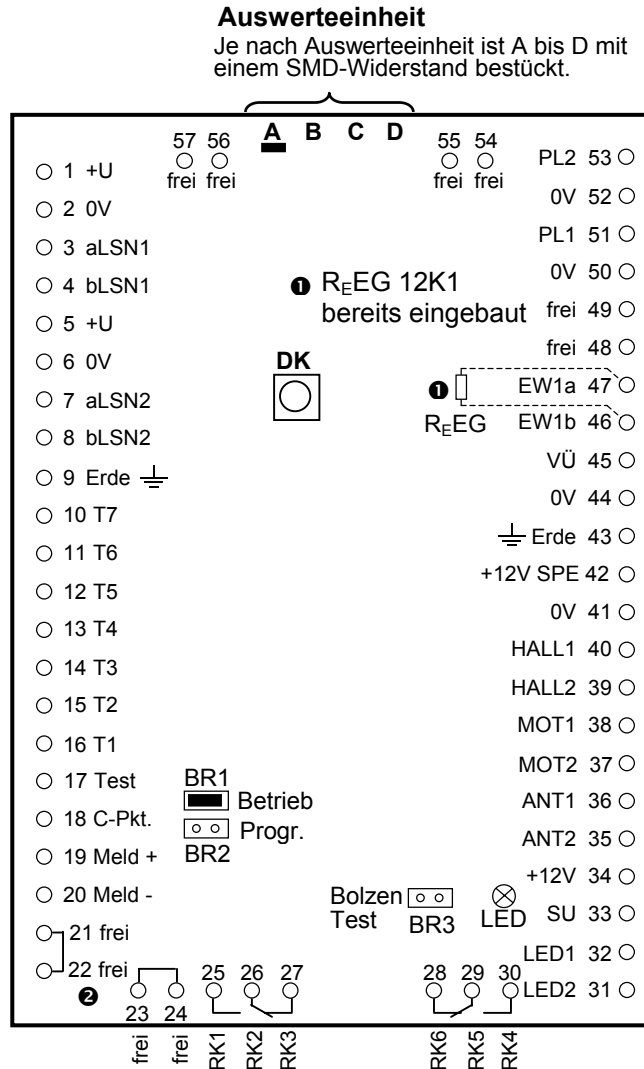 Auswerteeinheit
Je nach Auswerteeinheit ist A bis D mit
einem SMD-Widerstand bestückt.
57 56
frei frei
A B C D
55 54
frei frei
1 +U
2 0V
3 aLSN1
4 bLSN1
5 +U
6 0V
7 aLSN2
8 bLSN2
9 Erde
10 T7
11 T6
12 T5
13 T4
14 T3
15 T2
16 T1
17 Test
18 C-Pkt.
19 Meld +
20 Meld -
21 frei
22 frei
❶ REEG 12K1
bereits eingebaut
DK
❶
REEG
PL2 53
0V 52
PL1 51
0V 50
frei 49
frei 48
EW1a 47
EW1b 46
VÜ 45
0V 44
Erde 43
+12V SPE 42
0V 41
HALL1 40
HALL2 39
MOT1 38
MOT2 37
ANT1 36
ANT2 35
+12V 34
SU 33
LED1 32
LED2 31
BR1
Betrieb
Progr.
BR2
Bolzen
Test
BR3
LED
❷
23 24
frei frei
25 26 27
RK1 RK2 RK3
28 29 30
RK6 RK5 RK4